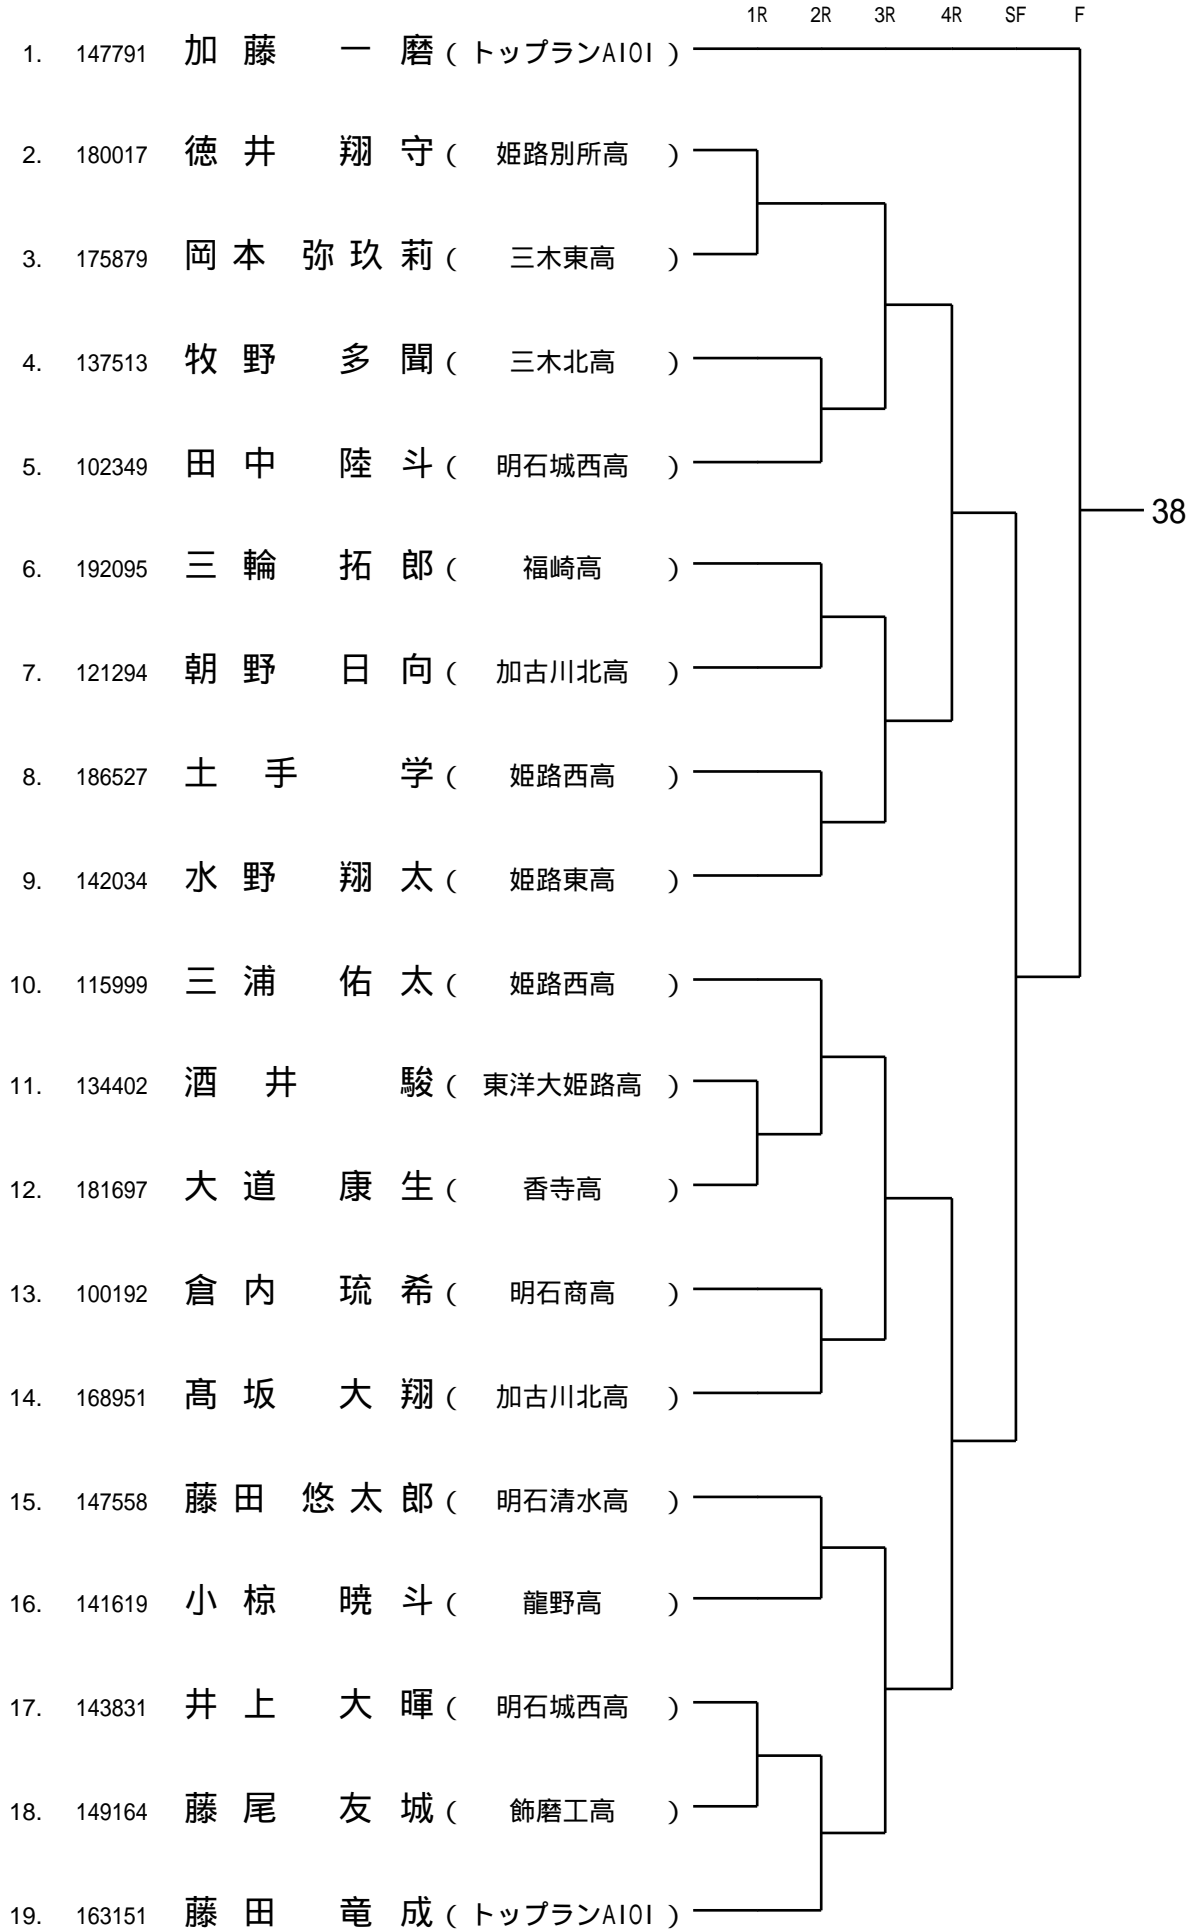 1R 2R 3R 4R SF F
1. 147791 加藤 一磨 ( トップランAIOI )
2. 180017 徳井 翔守 ( 姫路別所高 )
3. 175879 岡本 弥玖莉 ( 三木東高 )
4. 137513 牧野 多聞 ( 三木北高 )
5. 102349 田中 陸斗 ( 明石城西高 )
38
6. 192095 三輪 拓郎 ( 福崎高 )
7. 121294 朝野 日向 ( 加古川北高 )
8. 186527 土手 学 ( 姫路西高 )
9. 142034 水野 翔太 ( 姫路東高 )
10. 115999 三浦 佑太 ( 姫路西高 )
11. 134402 酒井 駿 ( 東洋大姫路高 )
12. 181697 大道 康生 ( 香寺高 )
13. 100192 倉内 琉希 ( 明石商高 )
14. 168951 髙坂 大翔 ( 加古川北高 )
15. 147558 藤田 悠太郎 ( 明石清水高 )
16. 141619 小椋 暁斗 ( 龍野高 )
17. 143831 井上 大暉 ( 明石城西高 )
18. 149164 藤尾 友城 ( 飾磨工高 )
19. 163151 藤田 竜成 ( トップランAIOI )